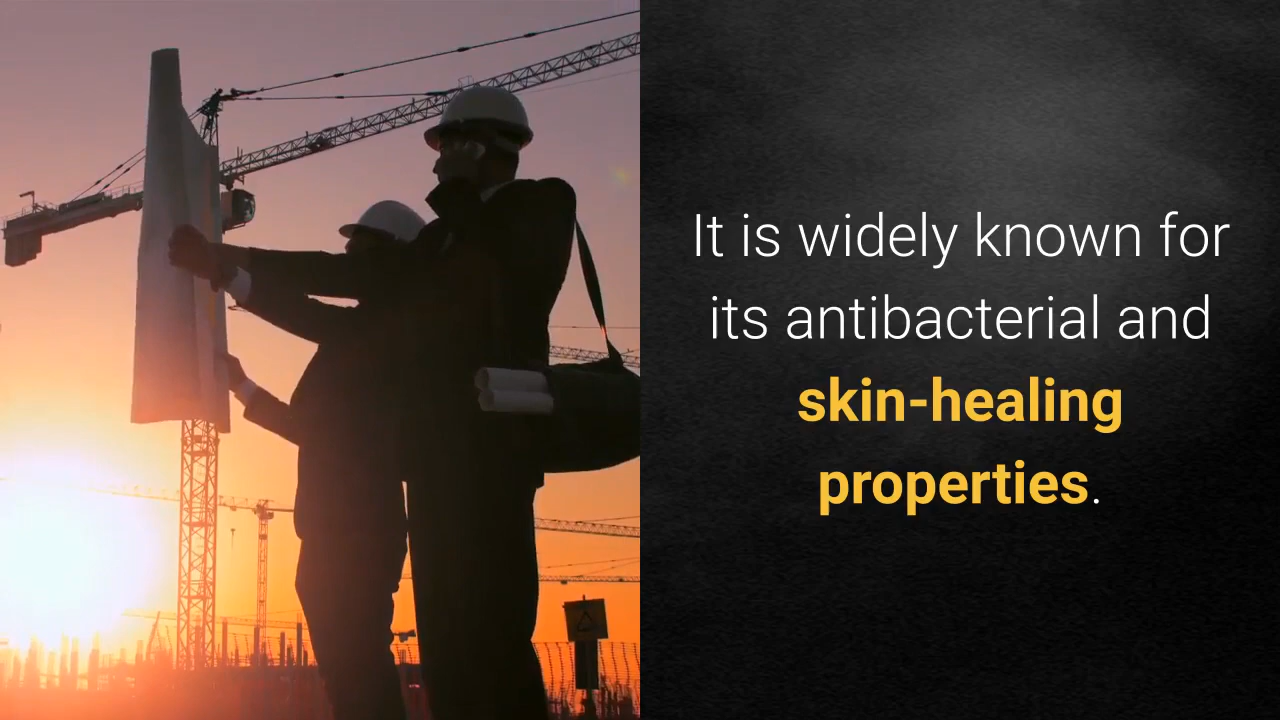 It is widely known for
its antibacterial and
skin-healing
properties.